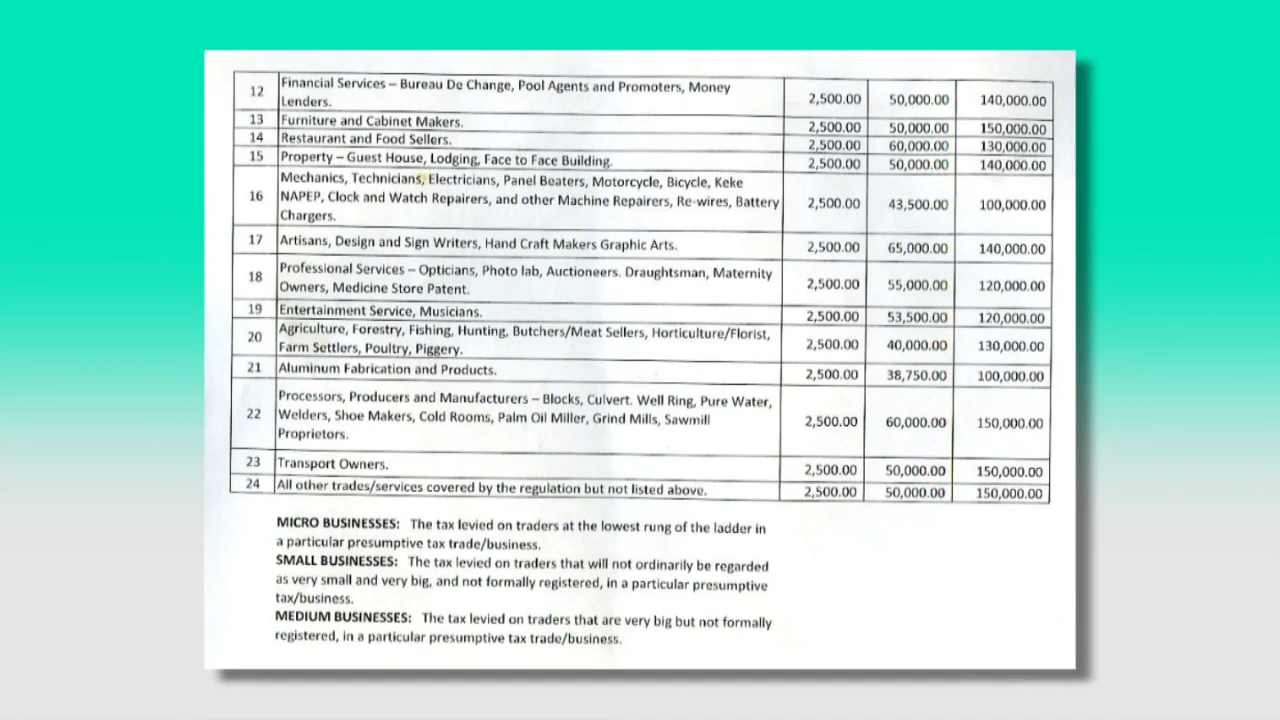 12 Financial Services – Bureau De Change, Pool Agents and Promoters, Money
Lenders. 2,500.00 50,000.00 140,000.00
13 Furniture and Cabinet Makers. 2,500.00 50,000.00 150,000.00
14 Restaurant and Food Sellers. 2,500.00 60,000.00 130,000.00
15 Property – Guest House, Lodging, Face to Face Building. 2,500.00 50,000.00 140,000.00
Mechanics, Technicians, Electricians, Panel Beaters, Motorcycle, Bicycle, Keke
16 NAPEP, Clock and Watch Repairers, and other Machine Repairers, Re-wires, Battery 2,500.00 43,500.00 100,000.00
Chargers.
17 Artisans, Design and Sign Writers, Hand Craft Makers Graphic Arts. 2,500.00 65,000.00 140,000.00
18 Professional Services – Opticians, Photo lab, Auctioneers. Draughtsman, Maternity
Owners, Medicine Store Patent. 2,500.00 55,000.00 120,000.00
19 Entertainment Service, Musicians. 2,500.00 53,500.00 120,000.00
20 Agriculture, Forestry, Fishing, Hunting, Butchers/Meat Sellers, Horticulture/Florist,
Farm Settlers, Poultry, Piggery. 2,500.00 40,000.00 130,000.00
21 Aluminum Fabrication and Products. 2,500.00 38,750.00 100,000.00
Processors, Producers and Manufacturers – Blocks, Culvert. Well Ring, Pure Water,
22 Welders, Shoe Makers, Cold Rooms, Palm Oil Miller, Grind Mills, Sawmill 2,500.00 60,000.00 150,000.00
Proprietors.
23 Transport Owners. 2,500.00 50,000.00 150,000.00
24 All other trades/services covered by the regulation but not listed above. 2,500.00 50,000.00 150,000.00
MICRO BUSINESSES: The tax levied on traders at the lowest rung of the ladder in
a particular presumptive tax trade/business.
SMALL BUSINESSES: The tax levied on traders that will not ordinarily be regarded
as very small and very big, and not formally registered, in a particular presumptive
tax/business.
MEDIUM BUSINESSES: The tax levied on traders that are very big but not formally
registered, in a particular presumptive tax trade/business.